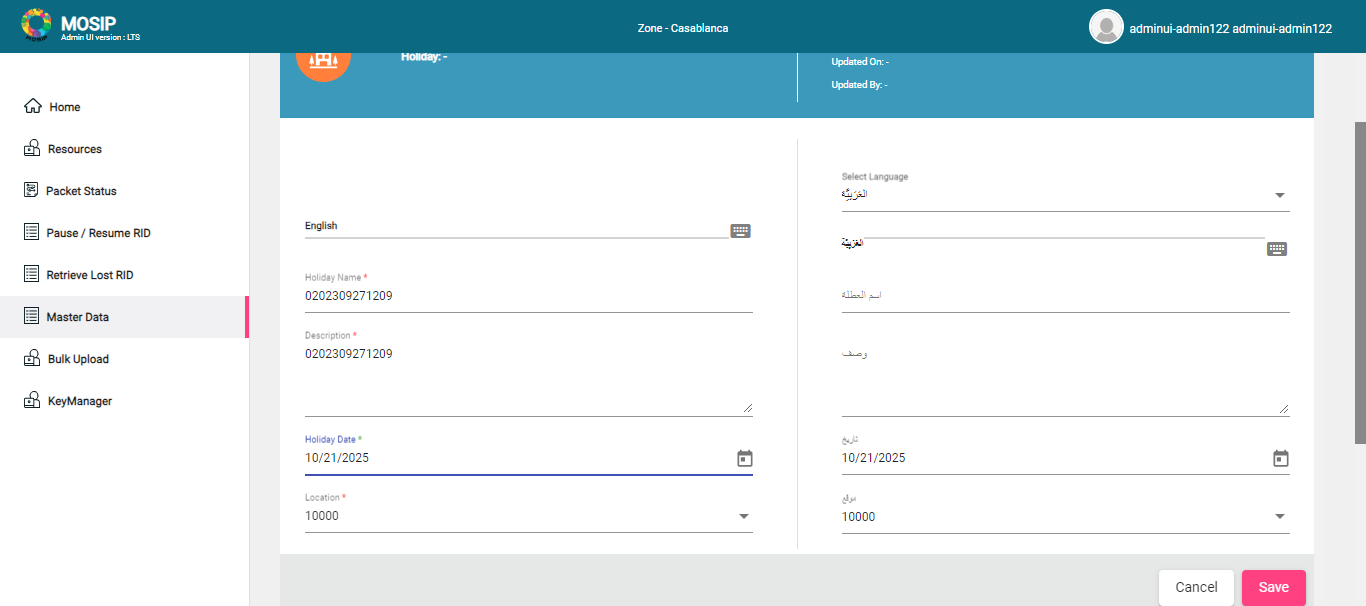 MOSIP
Admin UI version : LTS
Zone - Casablanca
adminui-admin122 adminui-admin122
Home
Resources
Packet Status
Pause / Resume RID
Retrieve Lost RID
Master Data
Bulk Upload
KeyManager
Holiday: -
Updated On: -
Updated By: -
English
Holiday Name *
0202309271209
Description *
0202309271209
Holiday Date *
10/21/2025
Location *
10000
Select Language
العَرَبِيَّة
العَرَبِيَّة
اسم العطلة
وصف
تاريخ
10/21/2025
موقع
10000
Cancel
Save